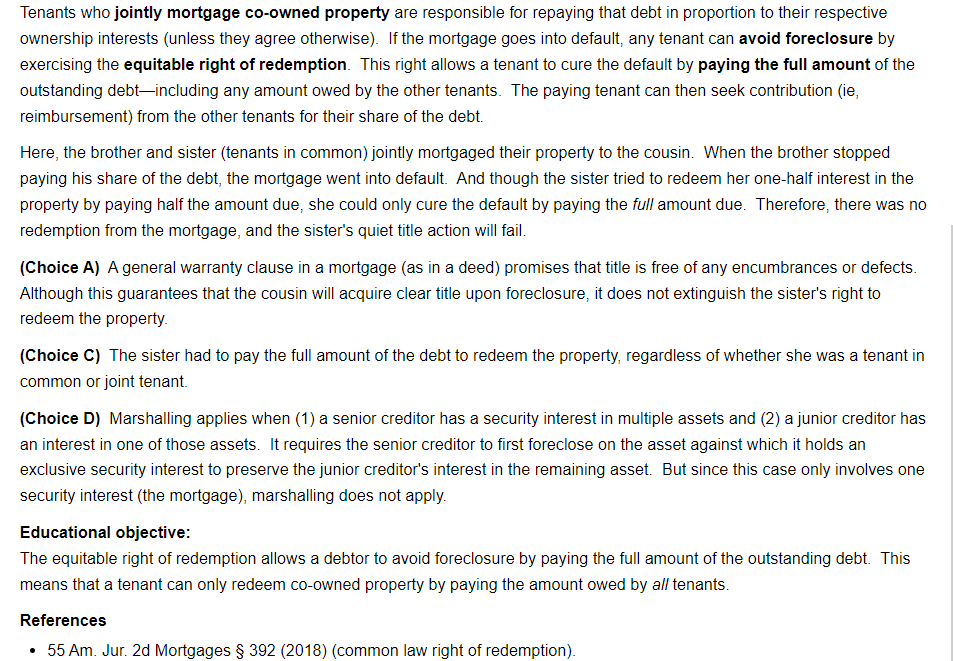 Tenants who jointly mortgage co-owned property are responsible for repaying that debt in proportion to their respective
ownership interests (unless they agree otherwise).  If the mortgage goes into default, any tenant can avoid foreclosure by
exercising the equitable right of redemption.  This right allows a tenant to cure the default by paying the full amount of the
outstanding debt—including any amount owed by the other tenants.  The paying tenant can then seek contribution (ie,
reimbursement) from the other tenants for their share of the debt.
Here, the brother and sister (tenants in common) jointly mortgaged their property to the cousin.  When the brother stopped
paying his share of the debt, the mortgage went into default.  And though the sister tried to redeem her one-half interest in the
property by paying half the amount due, she could only cure the default by paying the full amount due.  Therefore, there was no
redemption from the mortgage, and the sister's quiet title action will fail.
(Choice A)  A general warranty clause in a mortgage (as in a deed) promises that title is free of any encumbrances or defects.
Although this guarantees that the cousin will acquire clear title upon foreclosure, it does not extinguish the sister's right to
redeem the property.
(Choice C)  The sister had to pay the full amount of the debt to redeem the property, regardless of whether she was a tenant in
common or joint tenant.
(Choice D)  Marshalling applies when (1) a senior creditor has a security interest in multiple assets and (2) a junior creditor has
an interest in one of those assets.  It requires the senior creditor to first foreclose on the asset against which it holds an
exclusive security interest to preserve the junior creditor's interest in the remaining asset.  But since this case only involves one
security interest (the mortgage), marshalling does not apply.
Educational objective:
The equitable right of redemption allows a debtor to avoid foreclosure by paying the full amount of the outstanding debt.  This
means that a tenant can only redeem co-owned property by paying the amount owed by all tenants.
References
• 55 Am. Jur. 2d Mortgages § 392 (2018) (common law right of redemption).